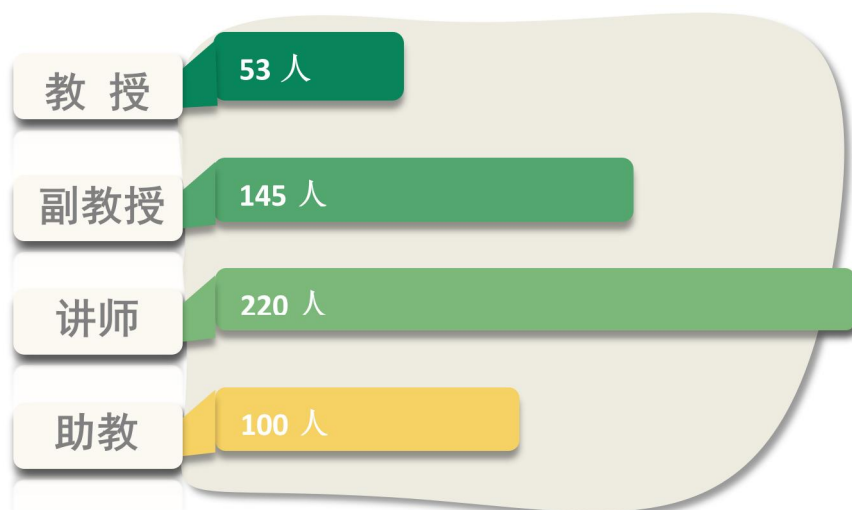 教 授
53 人
副教授
145 人
讲师
220 人
助教
100 人